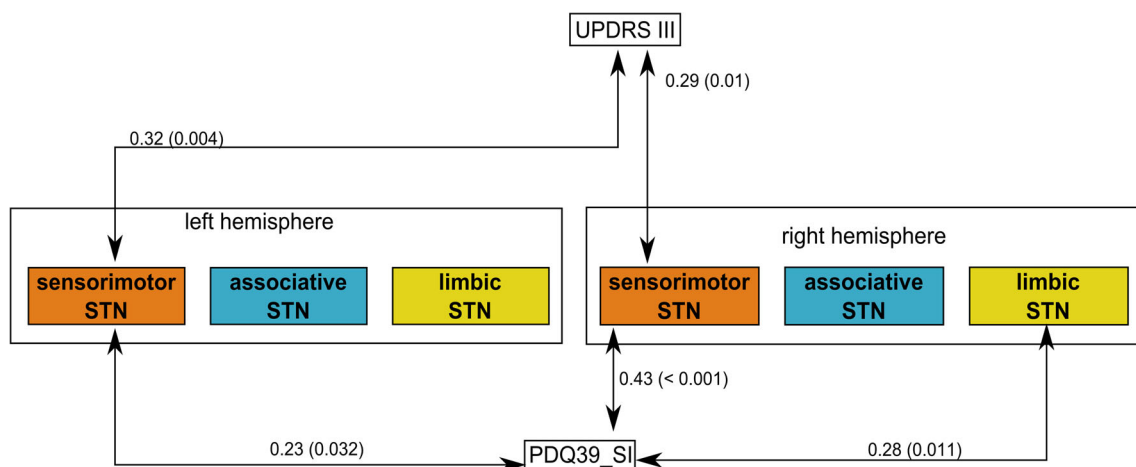 UPDRS III
0.29 (0.01)
0.32 (0.004)
left hemisphere
right hemisphere
sensorimotor
STN
associative
STN
limbic
STN
sensorimotor
STN
associative
STN
limbic
STN
0.43 (< 0.001)
0.23 (0.032)
PDQ39_SI
0.28 (0.011)